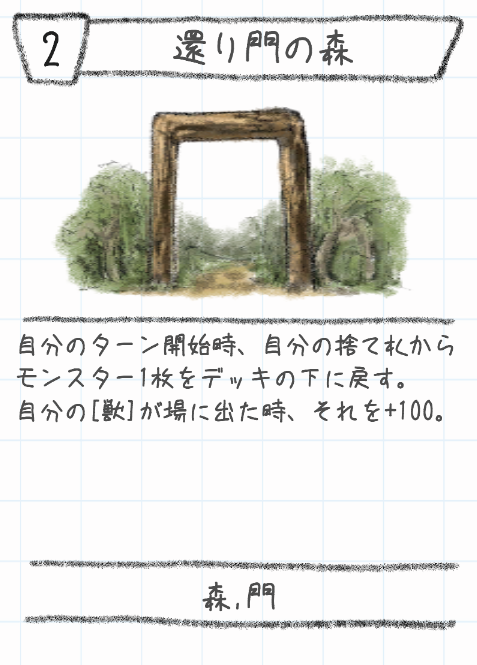 2
還り門の森
自分のターン開始時、自分の捨て札から
モンスター1枚をデッキの下に戻す。
自分の[獣]が場に出た時、それを+100。
森,門